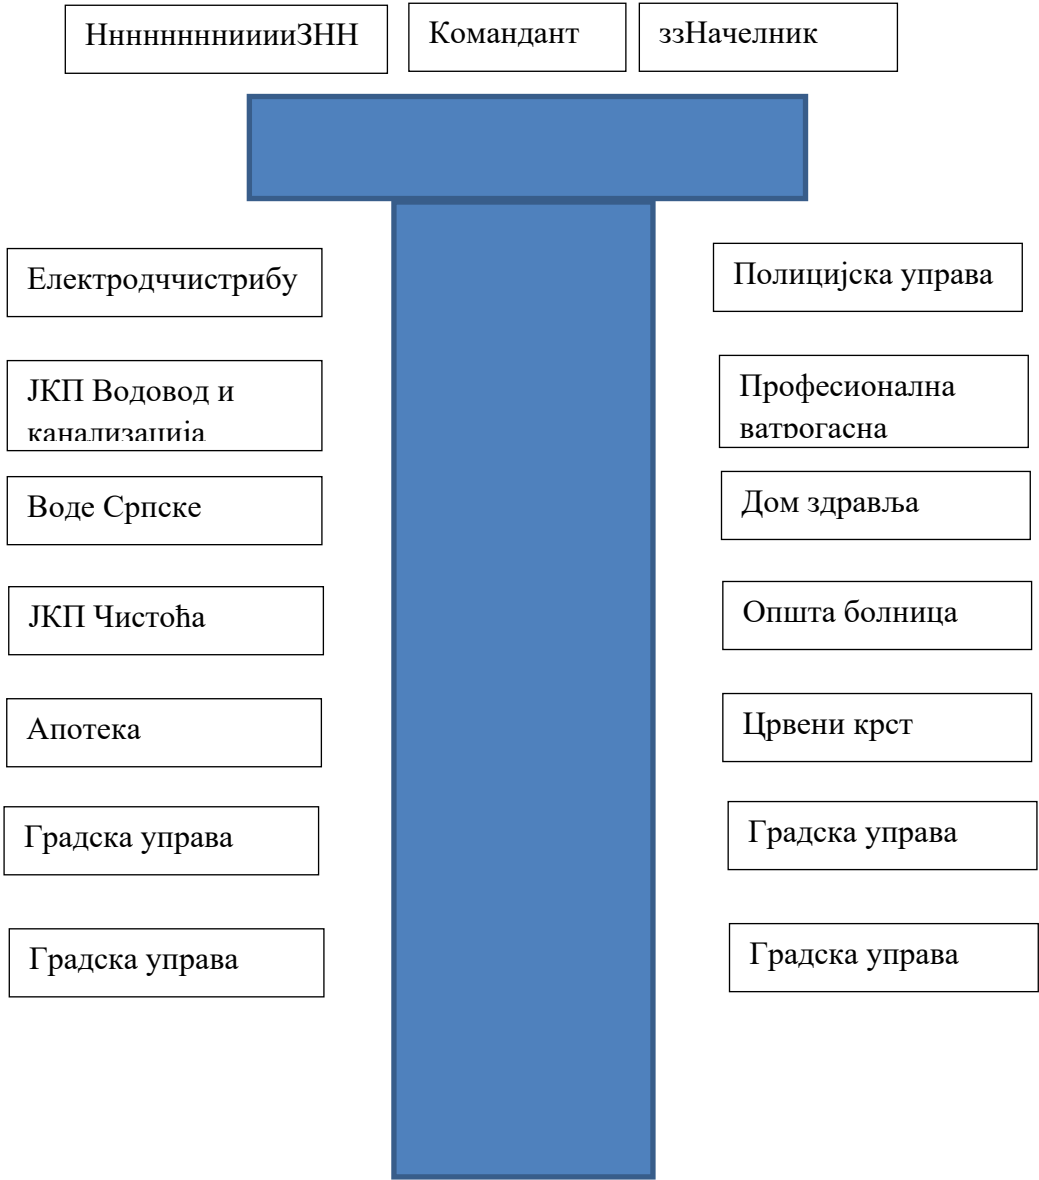 НнннннннииииЗНН
Командант
ззНачелник
Електродччистрибу
Полицијска управа
ЈКП Водовод и
канализација
Професионална
ватрогасна
Воде Српске
Дом здравља
ЈКП Чистоћа
Општа болница
Апотека
Црвени крст
Градска управа
Градска управа
Градска управа
Градска управа